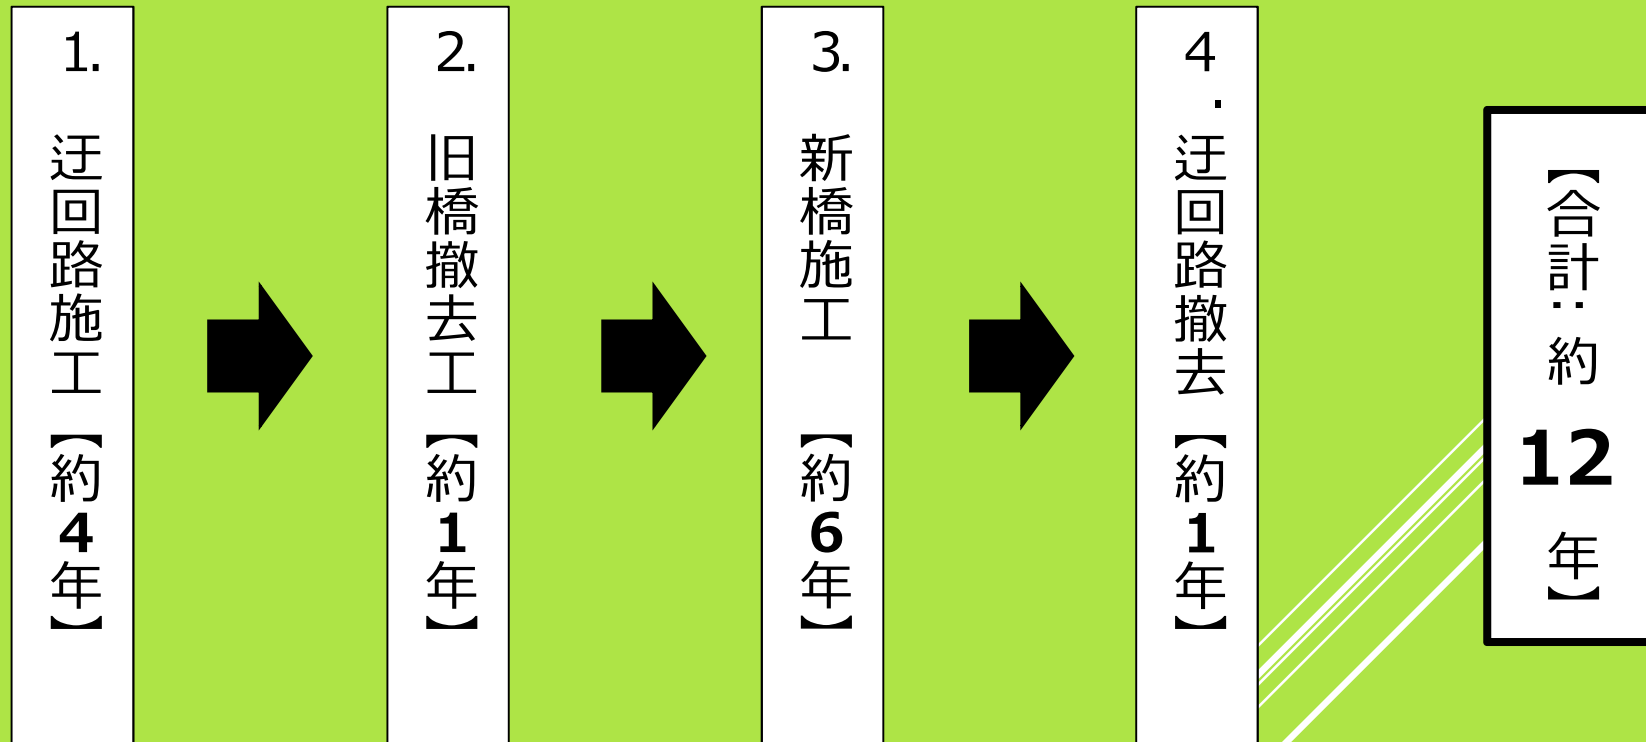 1. 迂回路施工【約4年】
2. 旧橋撤去工【約1年】
3. 新橋施工 【約6年】
4．迂回路撤去【約1年】
【合計：約 12 年】